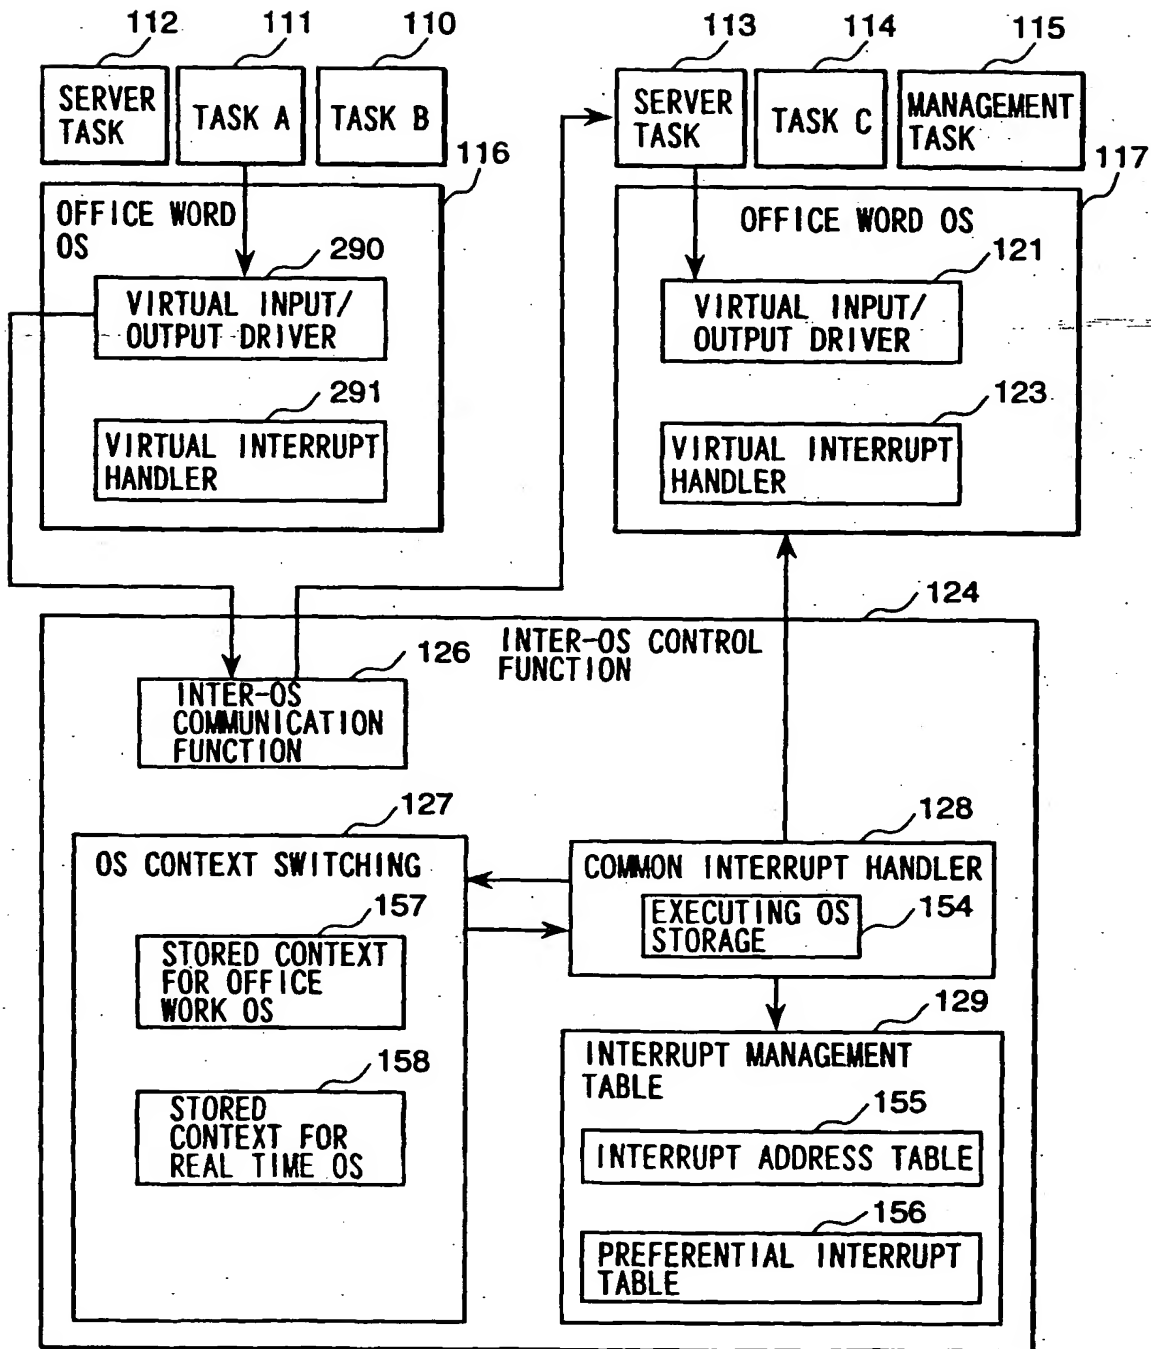 112
111
110
113
114
115
SERVER
TASK
TASK A
TASK B
SERVER
TASK
TASK C
MANAGEMENT
TASK
116
117
OFFICE WORD
OS
290
VIRTUAL INPUT/
OUTPUT DRIVER
291
VIRTUAL INTERRUPT
HANDLER
OFFICE WORD OS
121
VIRTUAL INPUT/
OUTPUT DRIVER
123
VIRTUAL INTERRUPT
HANDLER
124
INTER-OS CONTROL
FUNCTION
126
INTER-OS
COMMUNICATION
FUNCTION
127
OS CONTEXT SWITCHING
157
STORED CONTEXT
FOR OFFICE
WORK OS
158
STORED
CONTEXT FOR
REAL TIME OS
128
COMMON INTERRUPT HANDLER
EXECUTING OS
STORAGE
154
129
INTERRUPT MANAGEMENT
TABLE
155
INTERRUPT ADDRESS TABLE
156
PREFERENTIAL INTERRUPT
TABLE